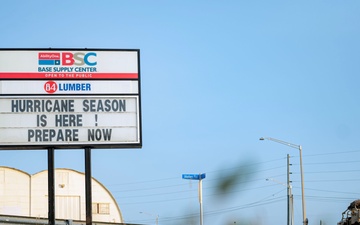 BSC
BASE SUPPLY CENTER
OPEN TO THE PUBLIC
84 LUMBER
HURRICANE SEASON
IS HERE !
PREPARE NOW